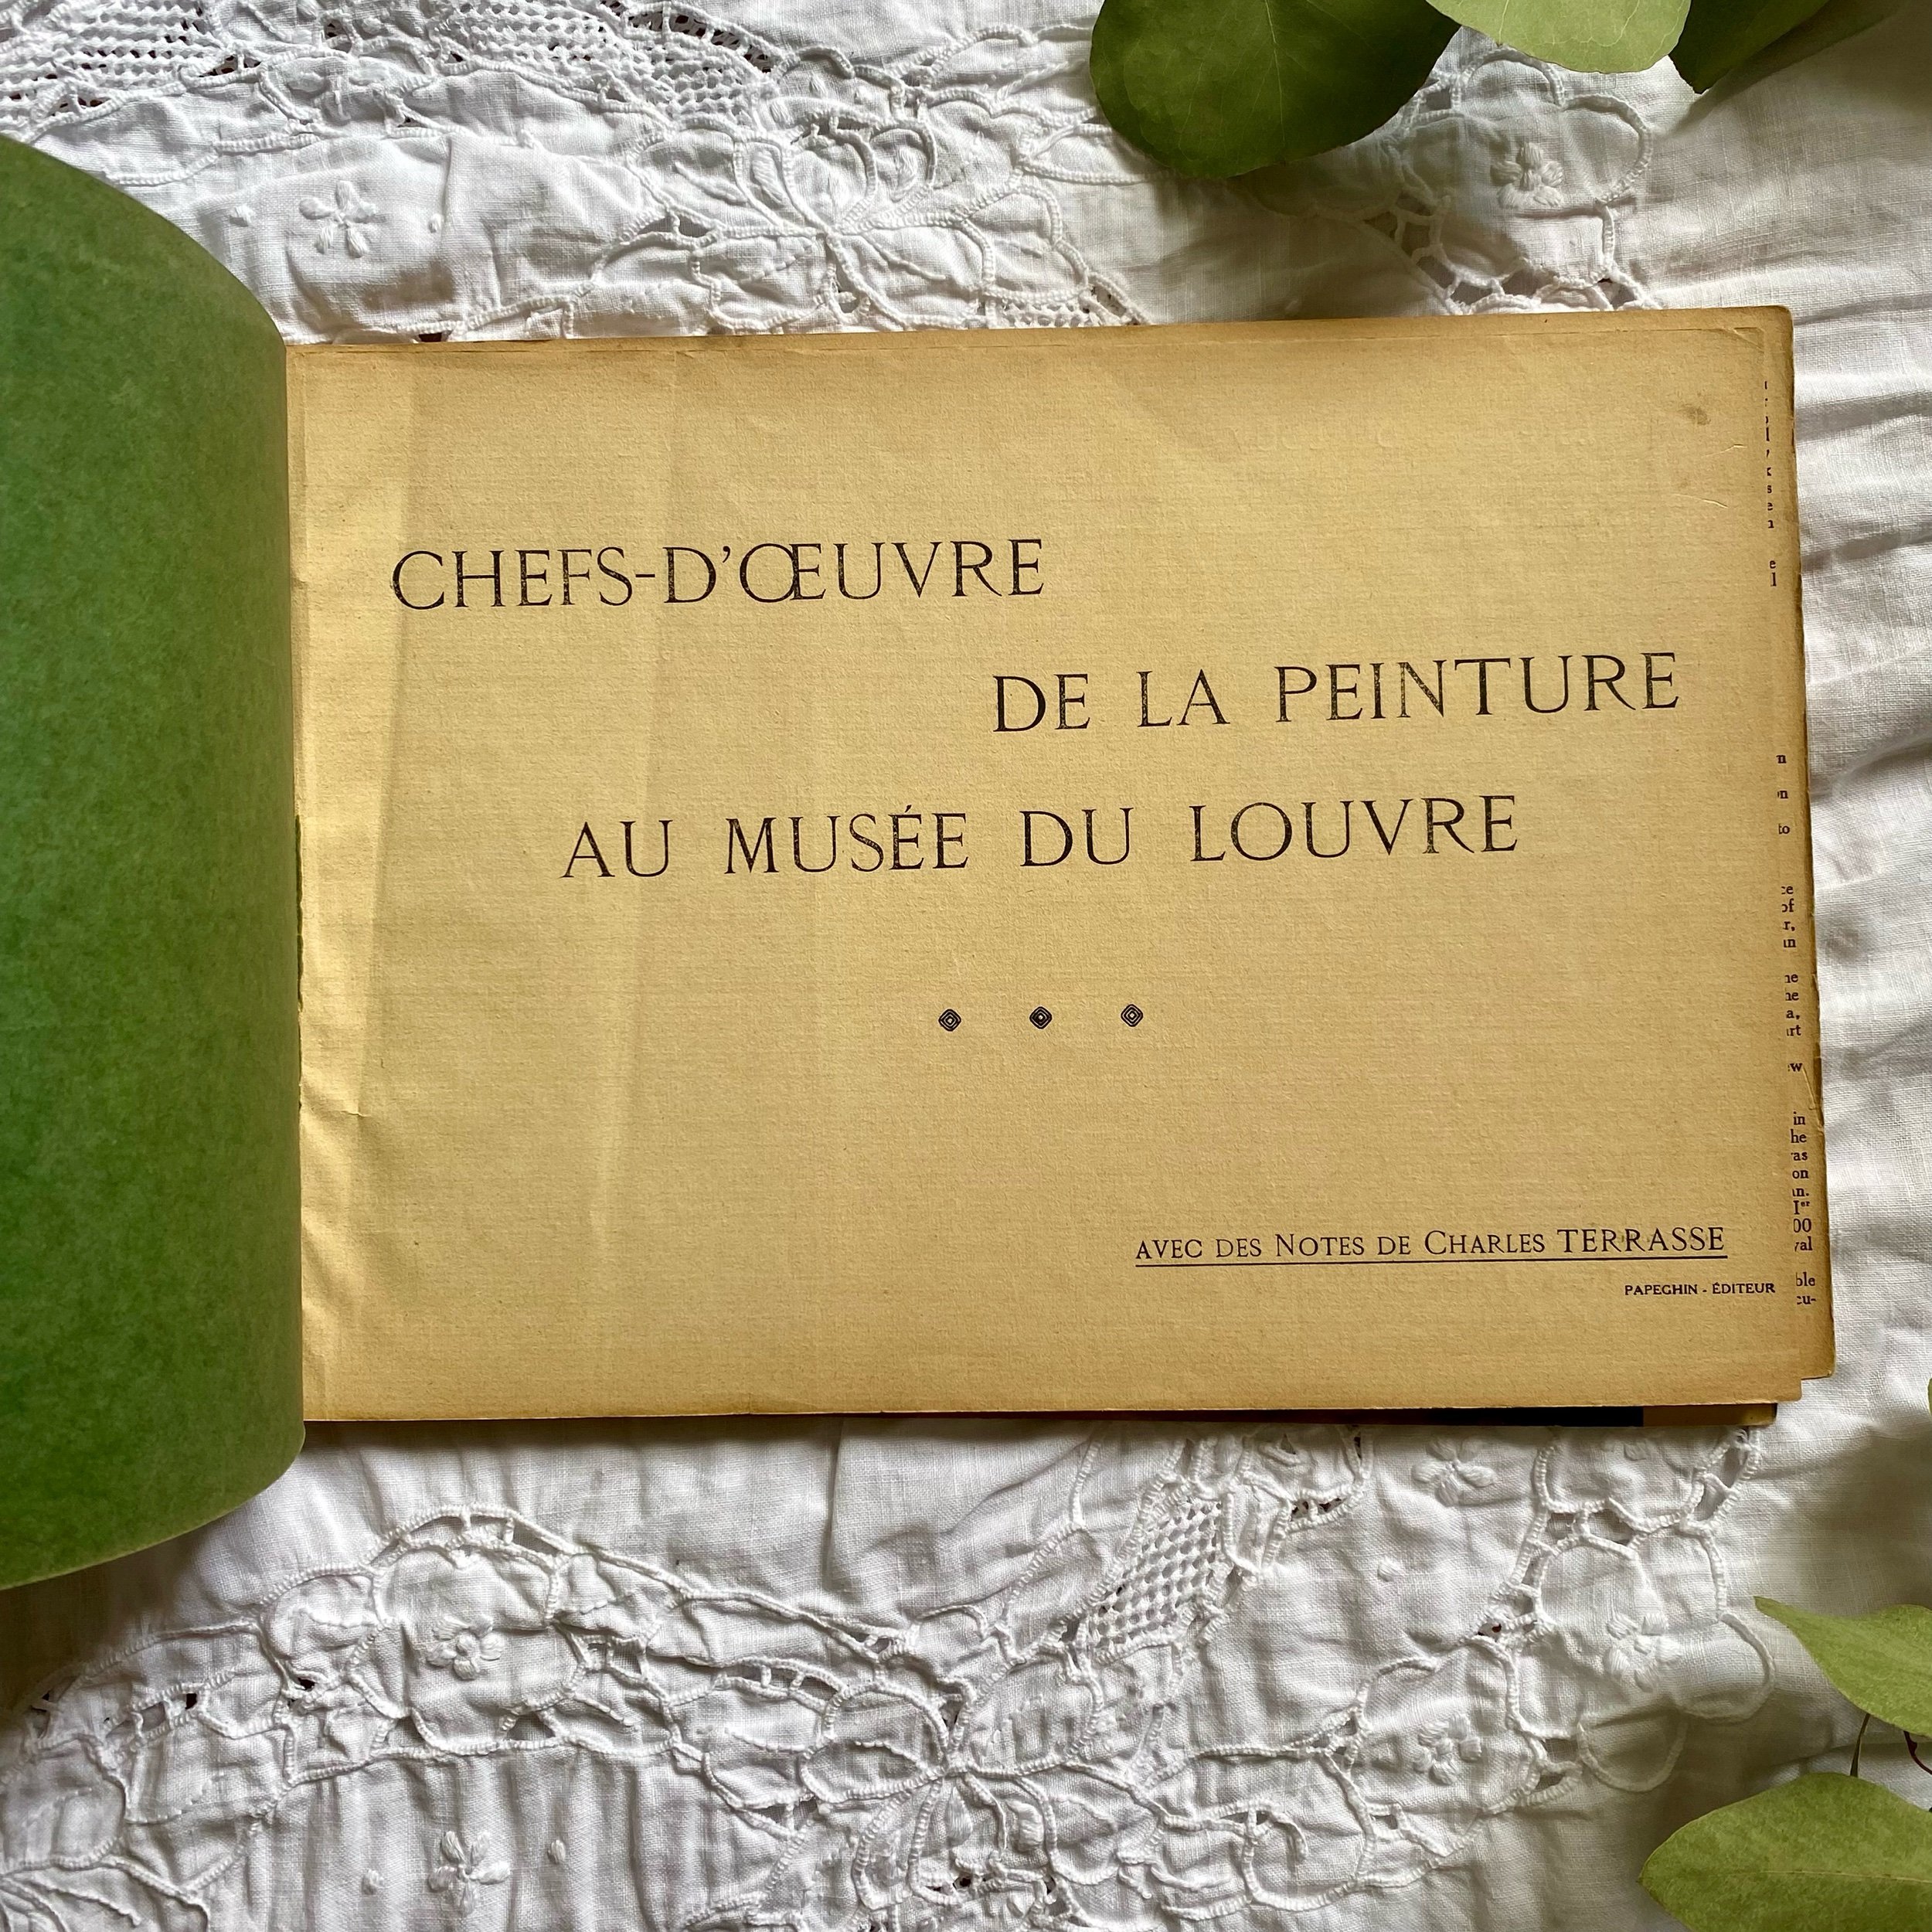 CHEFS-D'ŒUVRE
DE LA PEINTURE
AU MUSÉE DU LOUVRE
AVEC DES NOTES DE CHARLES TERRASSE
PAPEGHIN - ÉDITEUR